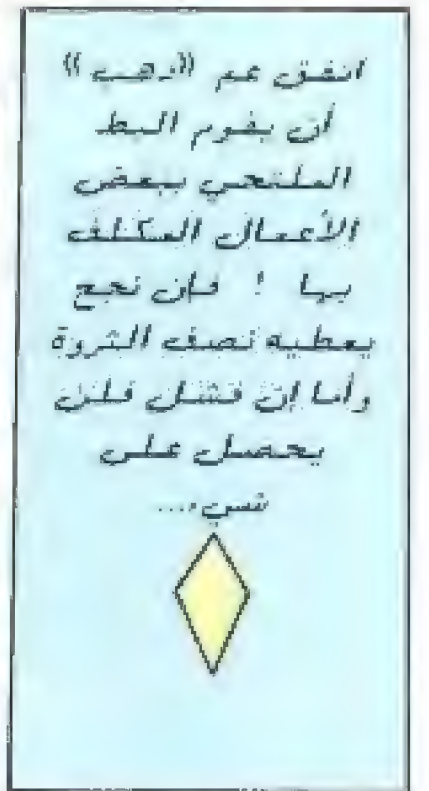 اتفق عم «ذهب»
أن يقوم البط
الملتحي ببعض
الأعمال المكلف
بها ! فإن نجح
يعطيه نصف الثروة
وأما إن فشل فلن
يحصل على
شيء...